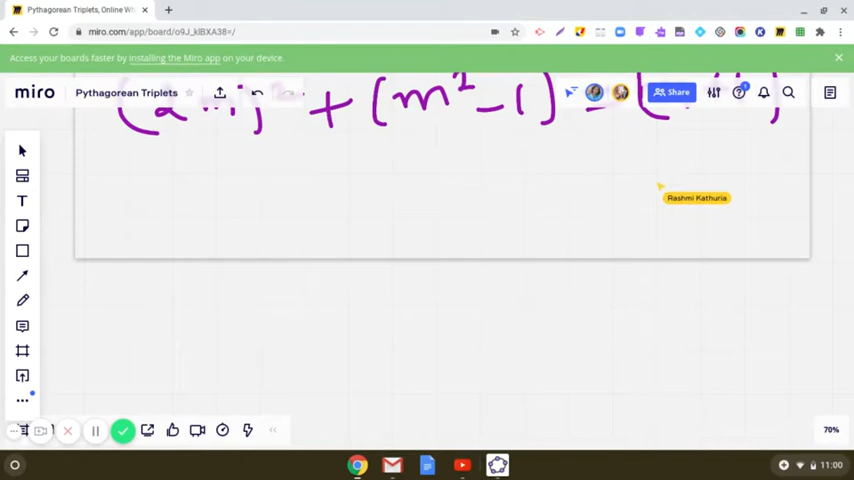 Pythagorean Triplets, Online Wh
miro.com/app/board/o9J_klBXA38=/
Access your boards faster by installing the Miro app on your device.
miro
Pythagorean Triplets
Share
+ (m² - 1)
Rashmi Kathuria
70%
11:00